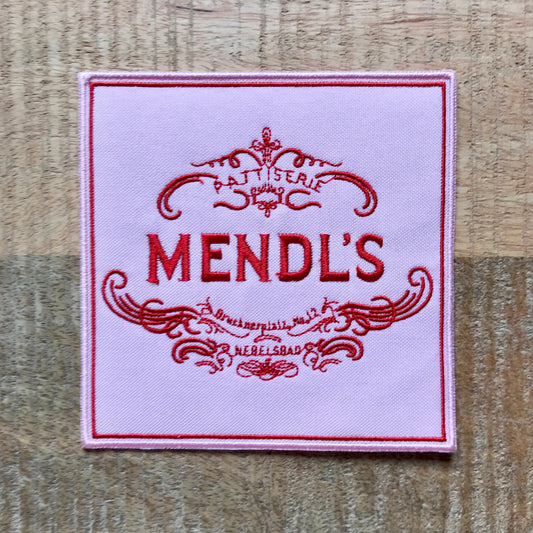 PATTISERIE
MENDL'S
Brucknerplatz, No. 12
NEBELSBAD